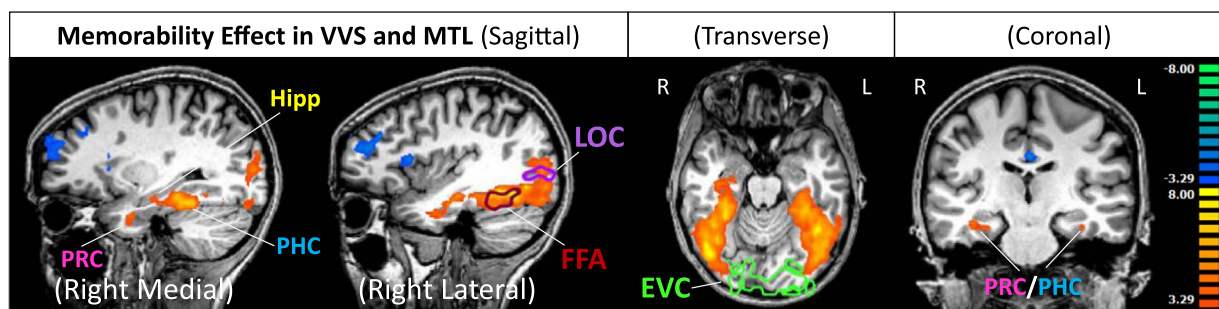 Memorability Effect in VVS and MTL (Sagittal)
(Transverse)
(Coronal)
Hipp
PRC
PHC
(Right Medial)
LOC
FFA
(Right Lateral)
R
L
EVC
R
L
PRC/PHC
-8.00
-3.29
8.00
3.29